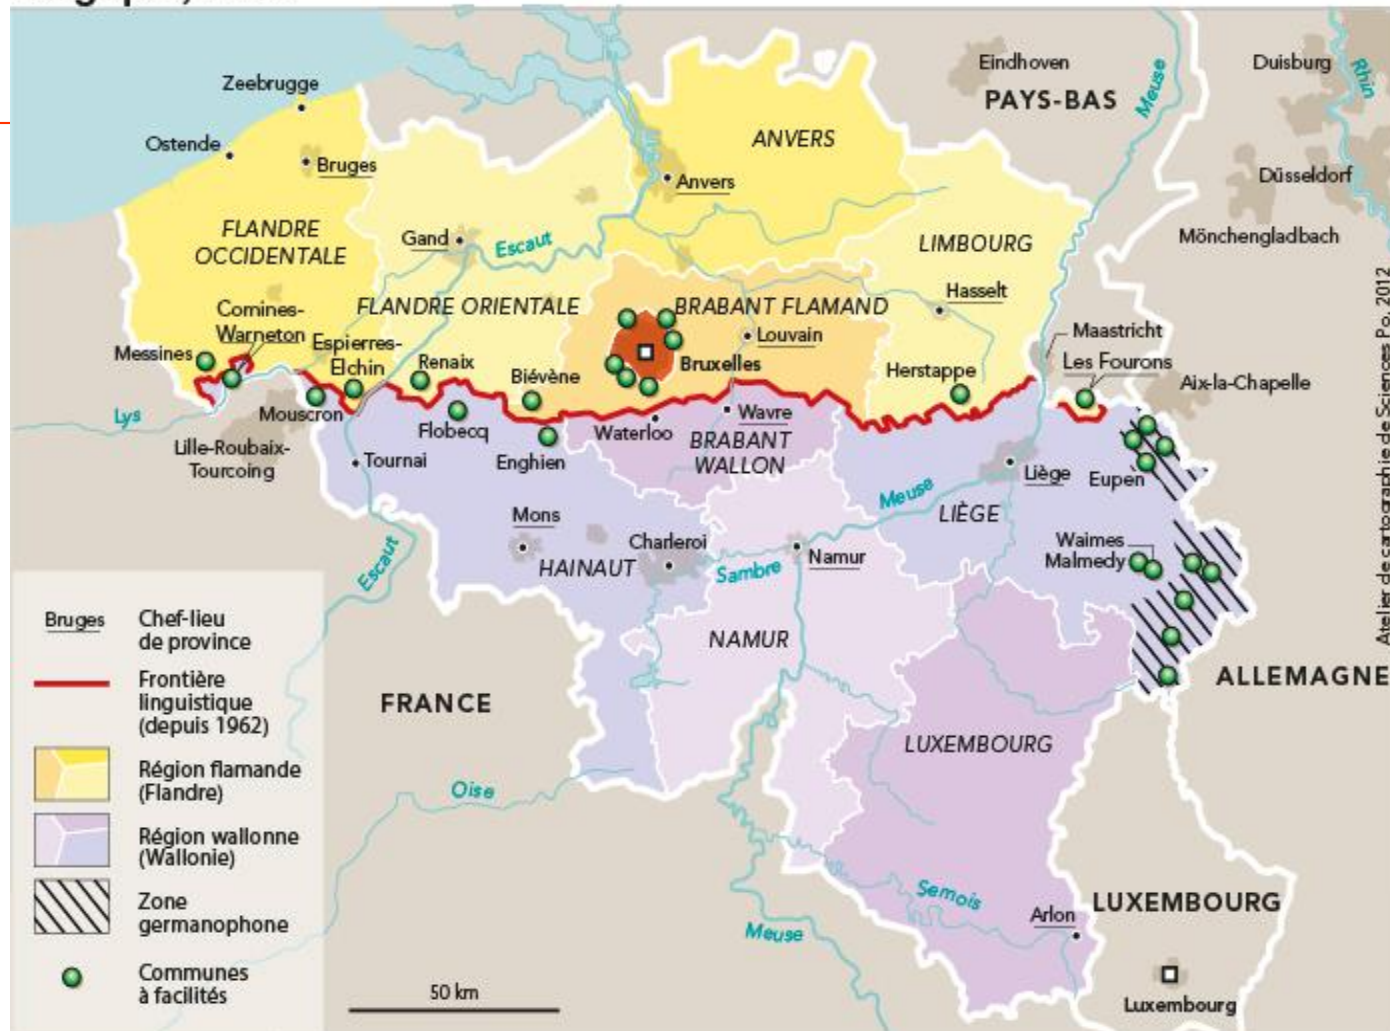 Zeebrugge
Ostende
Bruges
FLANDRE
OCCIDENTALE
Gand
Escaut
ANVERS
Anvers
Eindhoven
PAYS-BAS
Meuse
Duisburg
Rhin
Düsseldorf
Mönchengladbach
LIMBOURG
Hasselt
FLANDRE ORIENTALE
BRABANT FLAMAND
Louvain
Bruxelles
Comines-
Warneton
Messines
Espierres-
Elchin
Renaix
Biévène
Herstappe
Maastricht
Les Fourons
Aix-la-Chapelle
Lys
Mouscron
Lille-Roubaix-
Tourcoing
Tournai
Flobecq
Enghien
Waterloo
Wavre
BRABANT
WALLON
Meuse
Liège
LIÈGE
Eupen
Waimes
Malmedy
Mons
HAINAUT
Charleroi
Sambre
Namur
NAMUR
Escaut
FRANCE
Oise
LUXEMBOURG
ALLEMAGNE
Semois
Meuse
Arlon
LUXEMBOURG
Luxembourg
Bruges
Chef-lieu
de province
Frontière
linguistique
(depuis 1962)
Région flamande
(Flandre)
Région wallonne
(Wallonie)
Zone
germanophone
Communes
à facilités
50 km
Atelier de cartographie de Sciences Po, 2012